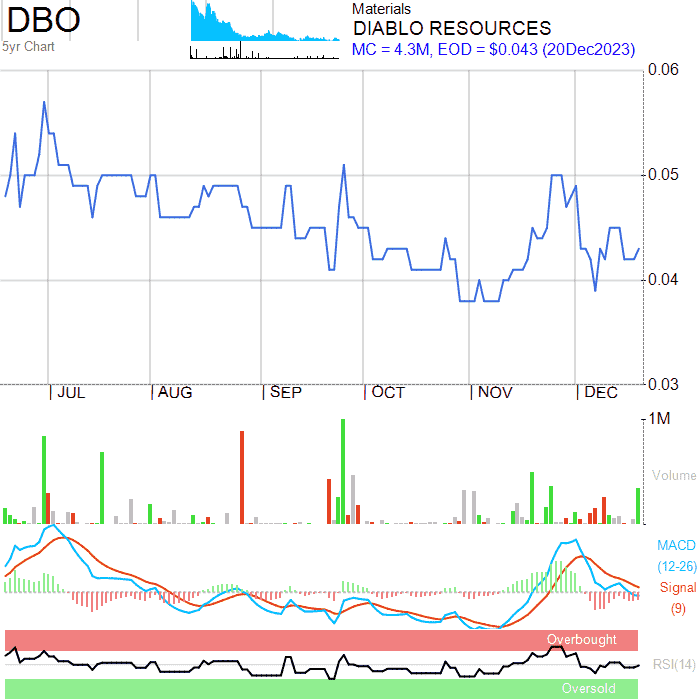 DBO
5yr Chart
Materials
DIABLO RESOURCES
MC = 4.3M, EOD = $0.043 (20Dec2023)
0.06
0.05
0.04
0.03
JUL AUG SEP OCT NOV DEC
1M
Volume
MACD
(12-26)
Signal
(9)
Overbought
RSI(14)
Oversold